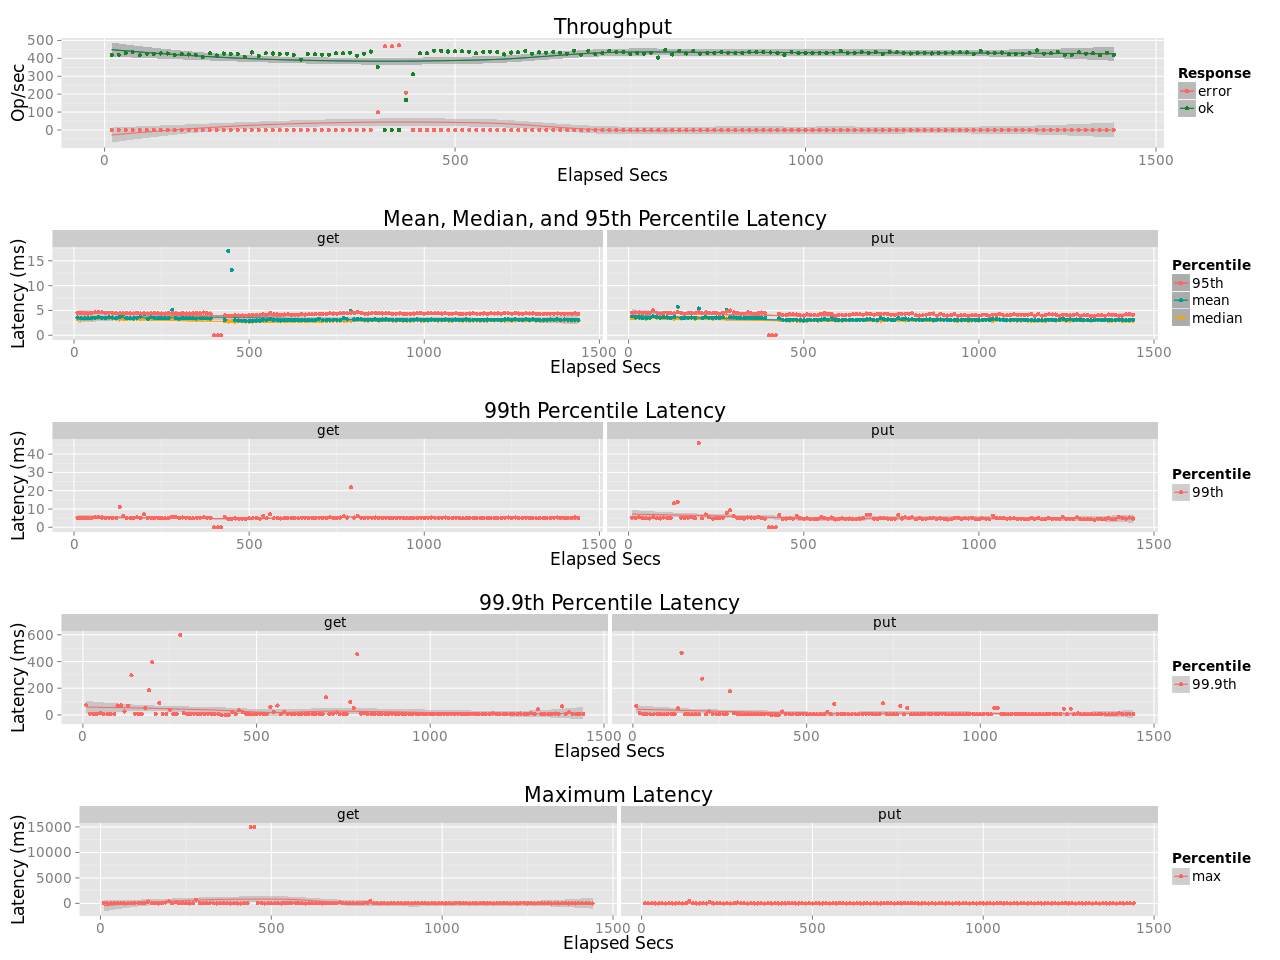 Throughput
Op/sec
500
400
300
200
100
0
0 500 1000 1500
Elapsed Secs
Response
error
ok
Mean, Median, and 95th Percentile Latency
get put
Latency (ms)
15
10
5
0
0 500 1000 1500 0 500 1000 1500
Elapsed Secs
Percentile
95th
mean
median
99th Percentile Latency
get put
Latency (ms)
40
30
20
10
0
0 500 1000 1500 0 500 1000 1500
Elapsed Secs
Percentile
99th
99.9th Percentile Latency
get put
Latency (ms)
600
400
200
0
0 500 1000 1500 0 500 1000 1500
Elapsed Secs
Percentile
99.9th
Maximum Latency
get put
Latency (ms)
15000
10000
5000
0
0 500 1000 1500 0 500 1000 1500
Elapsed Secs
Percentile
max